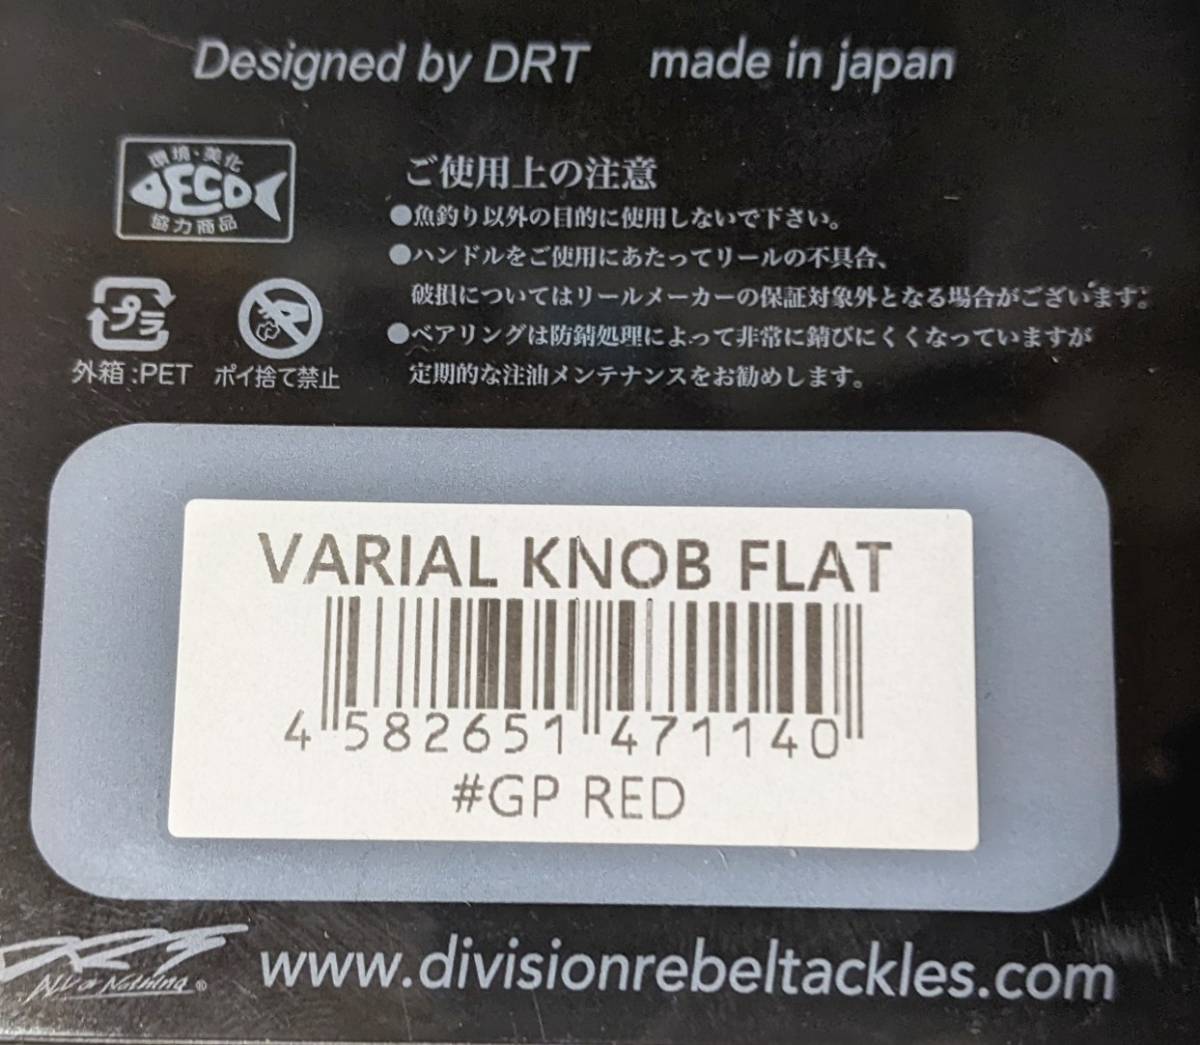 Designed by DRT made in japan
環境・美化
ECO
協力商品
ご使用上の注意
●魚釣り以外の目的に使用しないで下さい。
●ハンドルをご使用にあたってリールの不具合、
破損についてはリールメーカーの保証対象外となる場合がございます。
●ベアリングは防錆処理によって非常に錆びにくくなっていますが
定期的な注油メンテナンスをお勧めします。
プラ
外箱:PET ポイ捨て禁止
VARIAL KNOB FLAT
4 582651 471140
#GP RED
DRT
All or Nothing ®
www.divisionrebeltackles.com